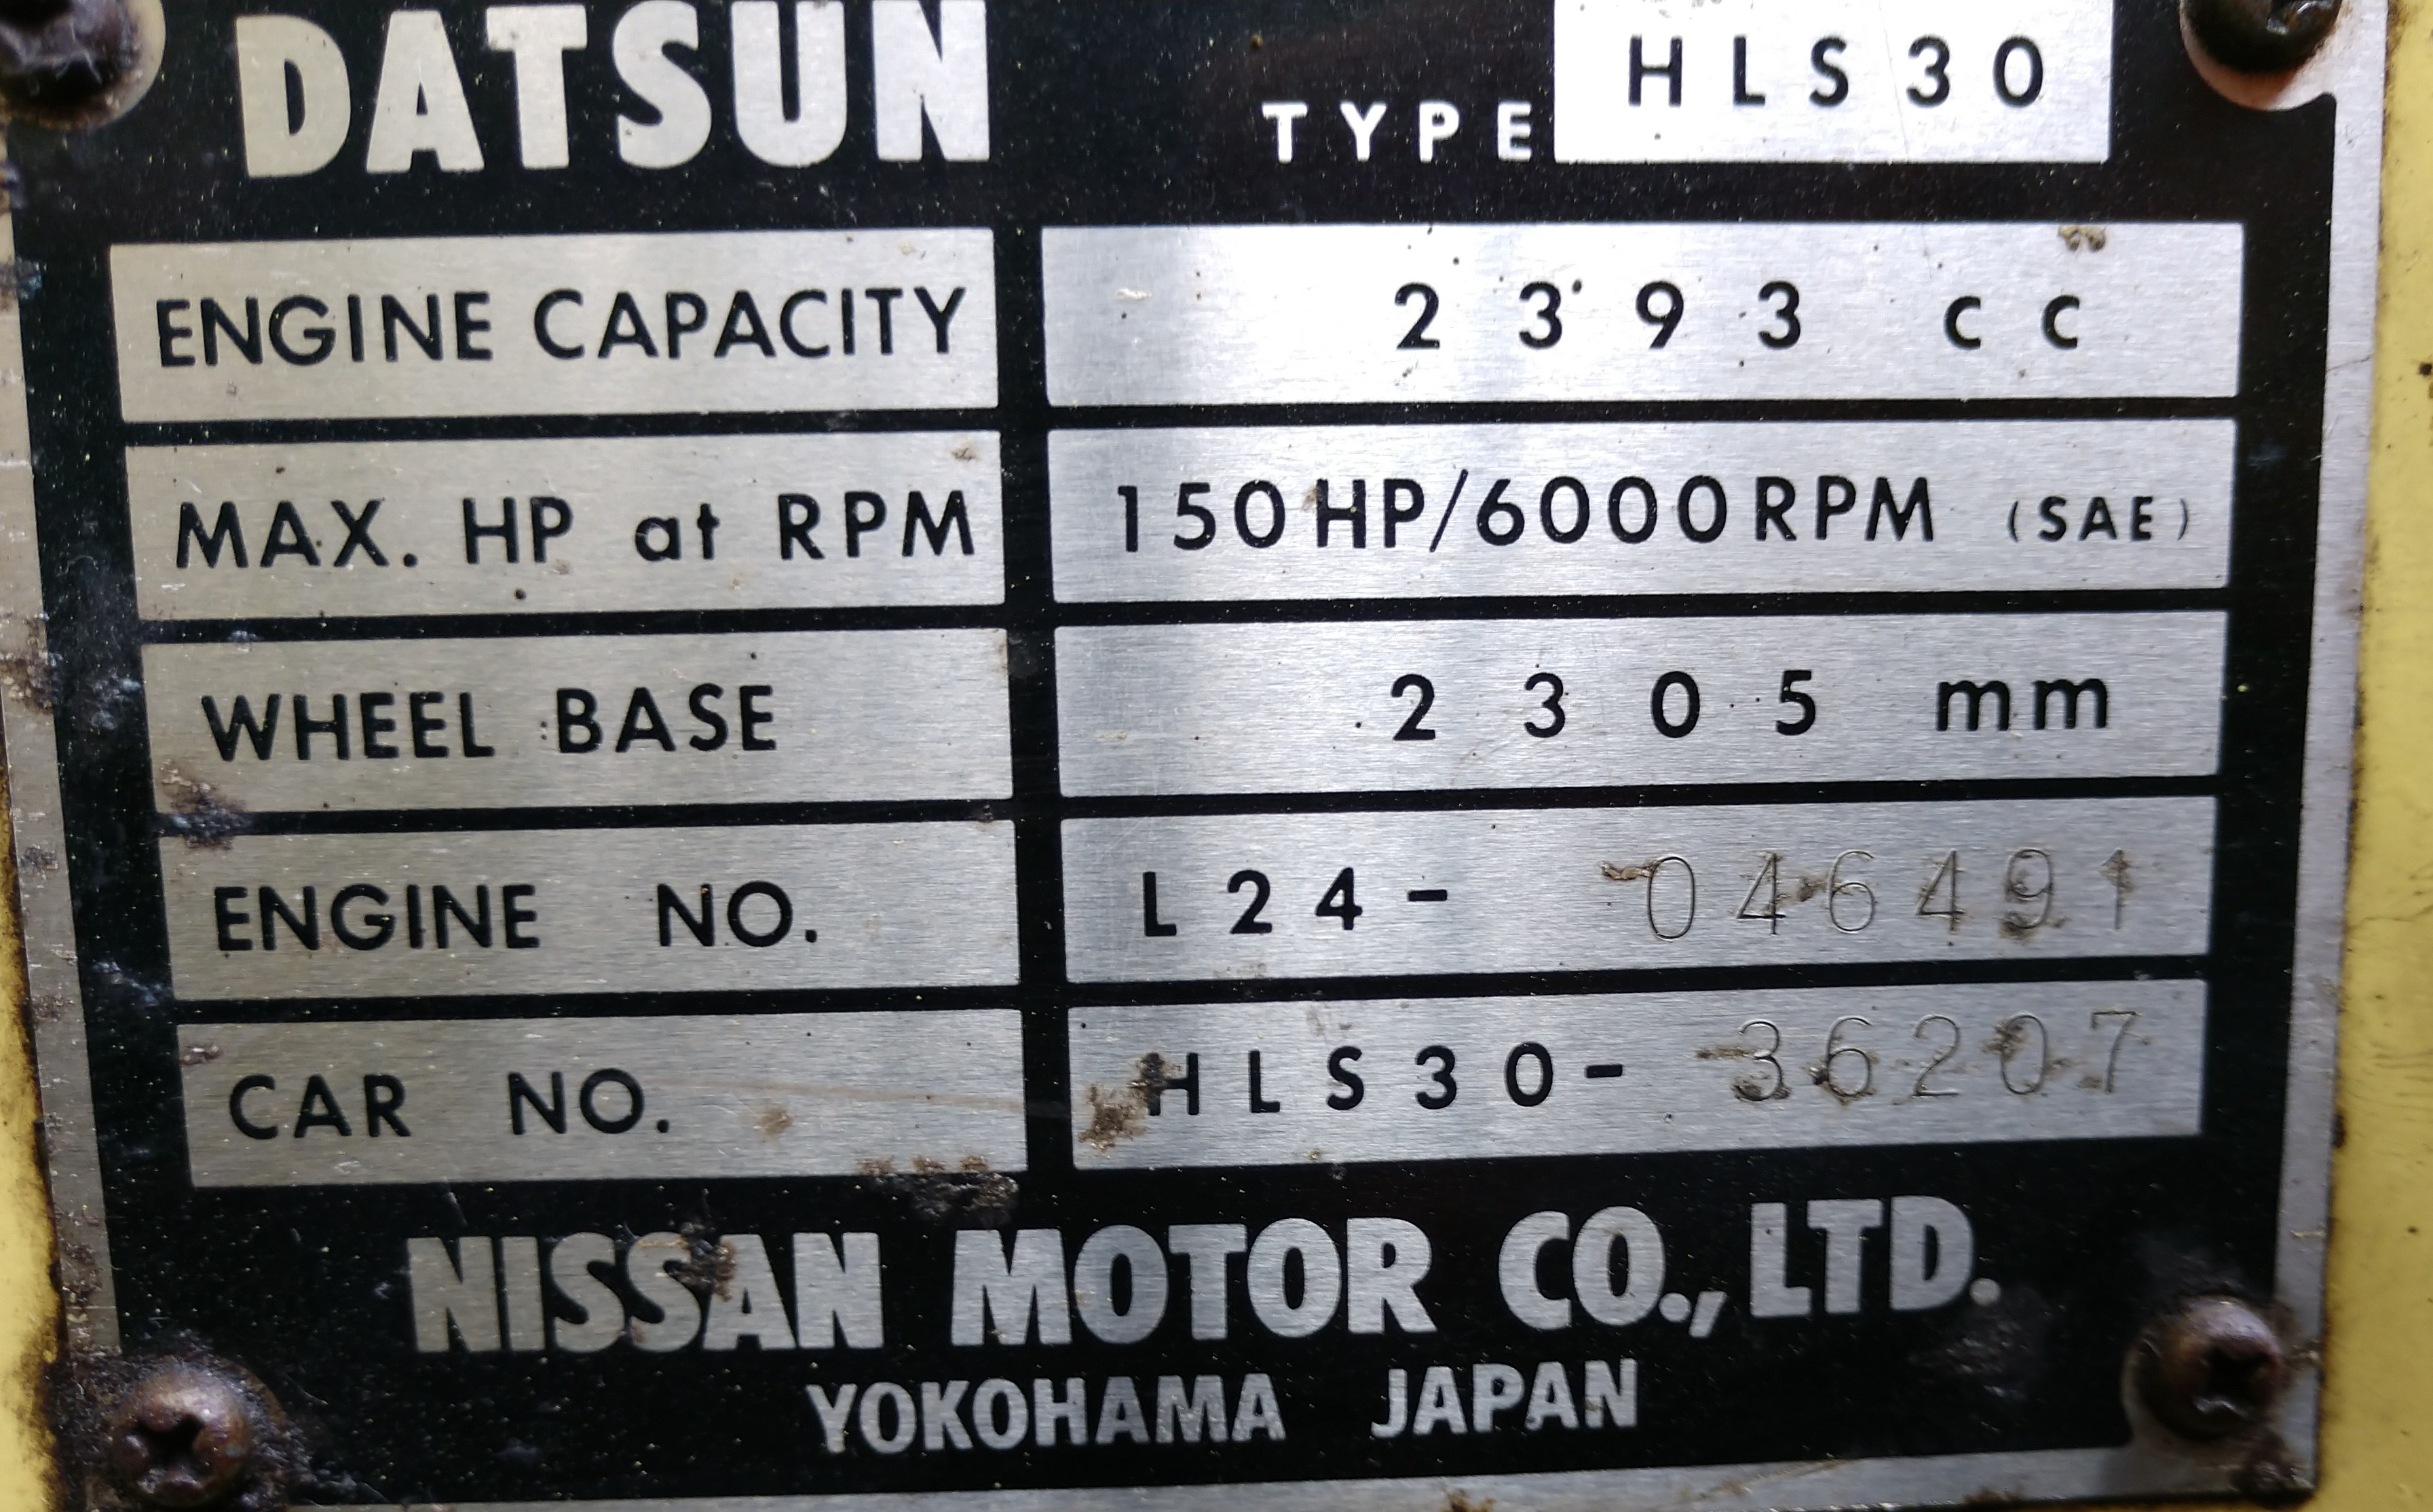 DATSUN TYPE HLS30
ENGINE CAPACITY 2393 cc
MAX. HP at RPM 150HP/6000RPM (SAE)
WHEEL BASE 2305 mm
ENGINE NO. L24- 046491
CAR NO. HLS30- 36207
NISSAN MOTOR CO., LTD.
YOKOHAMA JAPAN